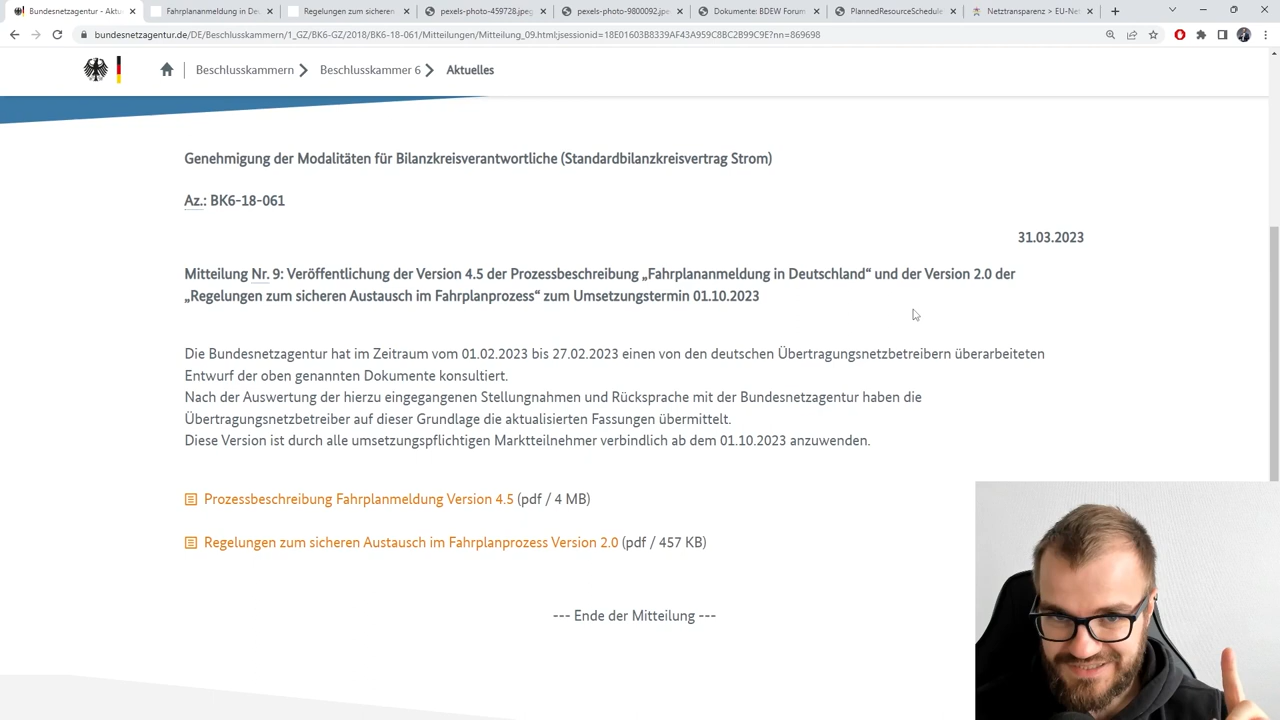 Bundesnetzagentur - Aktu
Fahrplananmeldung in De
Regelungen zum sicheren
pexels-photo-459728.jpeg
pexels-photo-9800092.jpe
Dokumente: BDEW Forum
PlannedResourceSchedule
Netztransparenz > EU-Net
bundesnetzagentur.de/DE/Beschlusskammern/1_GZ/BK6-GZ/2018/BK6-18-061/Mitteilungen/Mitteilung_09.html;jsessionid=18E01603B8339AF43A959C8BC2B99C9E?nn=869698
Beschlusskammern
Beschlusskammer 6
Aktuelles
Genehmigung der Modalitäten für Bilanzkreisverantwortliche (Standardbilanzkreisvertrag Strom)
Az.: BK6-18-061
31.03.2023
Mitteilung Nr. 9: Veröffentlichung der Version 4.5 der Prozessbeschreibung „Fahrplananmeldung in Deutschland“ und der Version 2.0 der
„Regelungen zum sicheren Austausch im Fahrplanprozess“ zum Umsetzungstermin 01.10.2023
Die Bundesnetzagentur hat im Zeitraum vom 01.02.2023 bis 27.02.2023 einen von den deutschen Übertragungsnetzbetreibern überarbeiteten
Entwurf der oben genannten Dokumente konsultiert.
Nach der Auswertung der hierzu eingegangenen Stellungnahmen und Rücksprache mit der Bundesnetzagentur haben die
Übertragungsnetzbetreiber auf dieser Grundlage die aktualisierten Fassungen übermittelt.
Diese Version ist durch alle umsetzungspflichtigen Marktteilnehmer verbindlich ab dem 01.10.2023 anzuwenden.
Prozessbeschreibung Fahrplanmeldung Version 4.5 (pdf / 4 MB)
Regelungen zum sicheren Austausch im Fahrplanprozess Version 2.0 (pdf / 457 KB)
--- Ende der Mitteilung ---